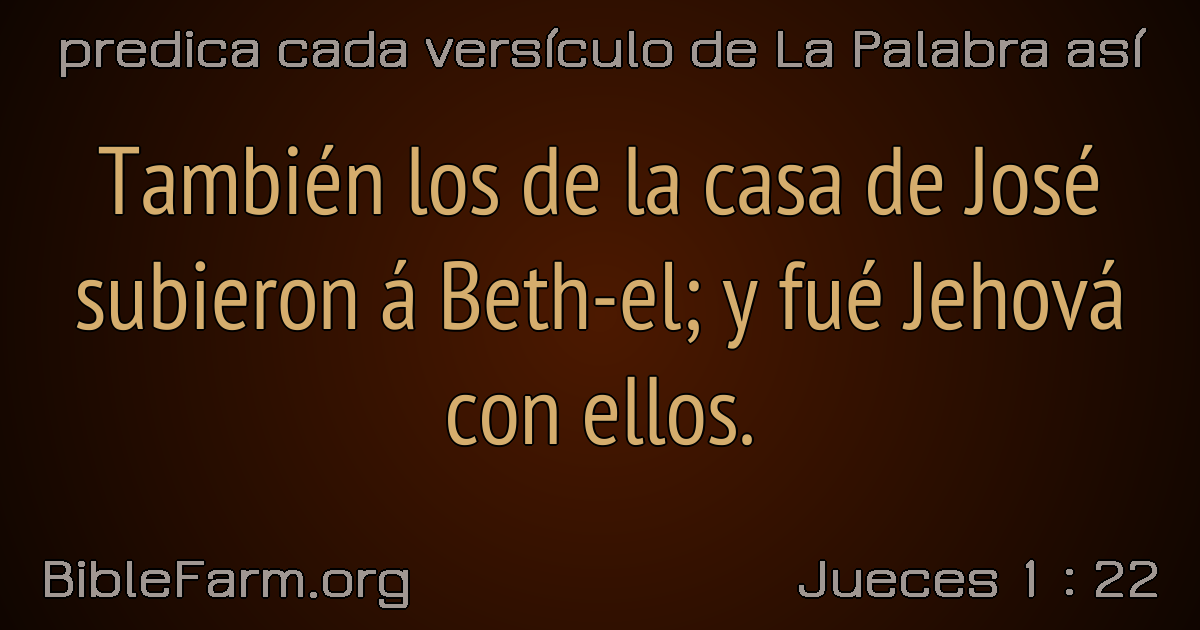 predica cada versículo de La Palabra así
También los de la casa de José
subieron á Beth-el; y fué Jehová
con ellos.
BibleFarm.org
Jueces 1 : 22